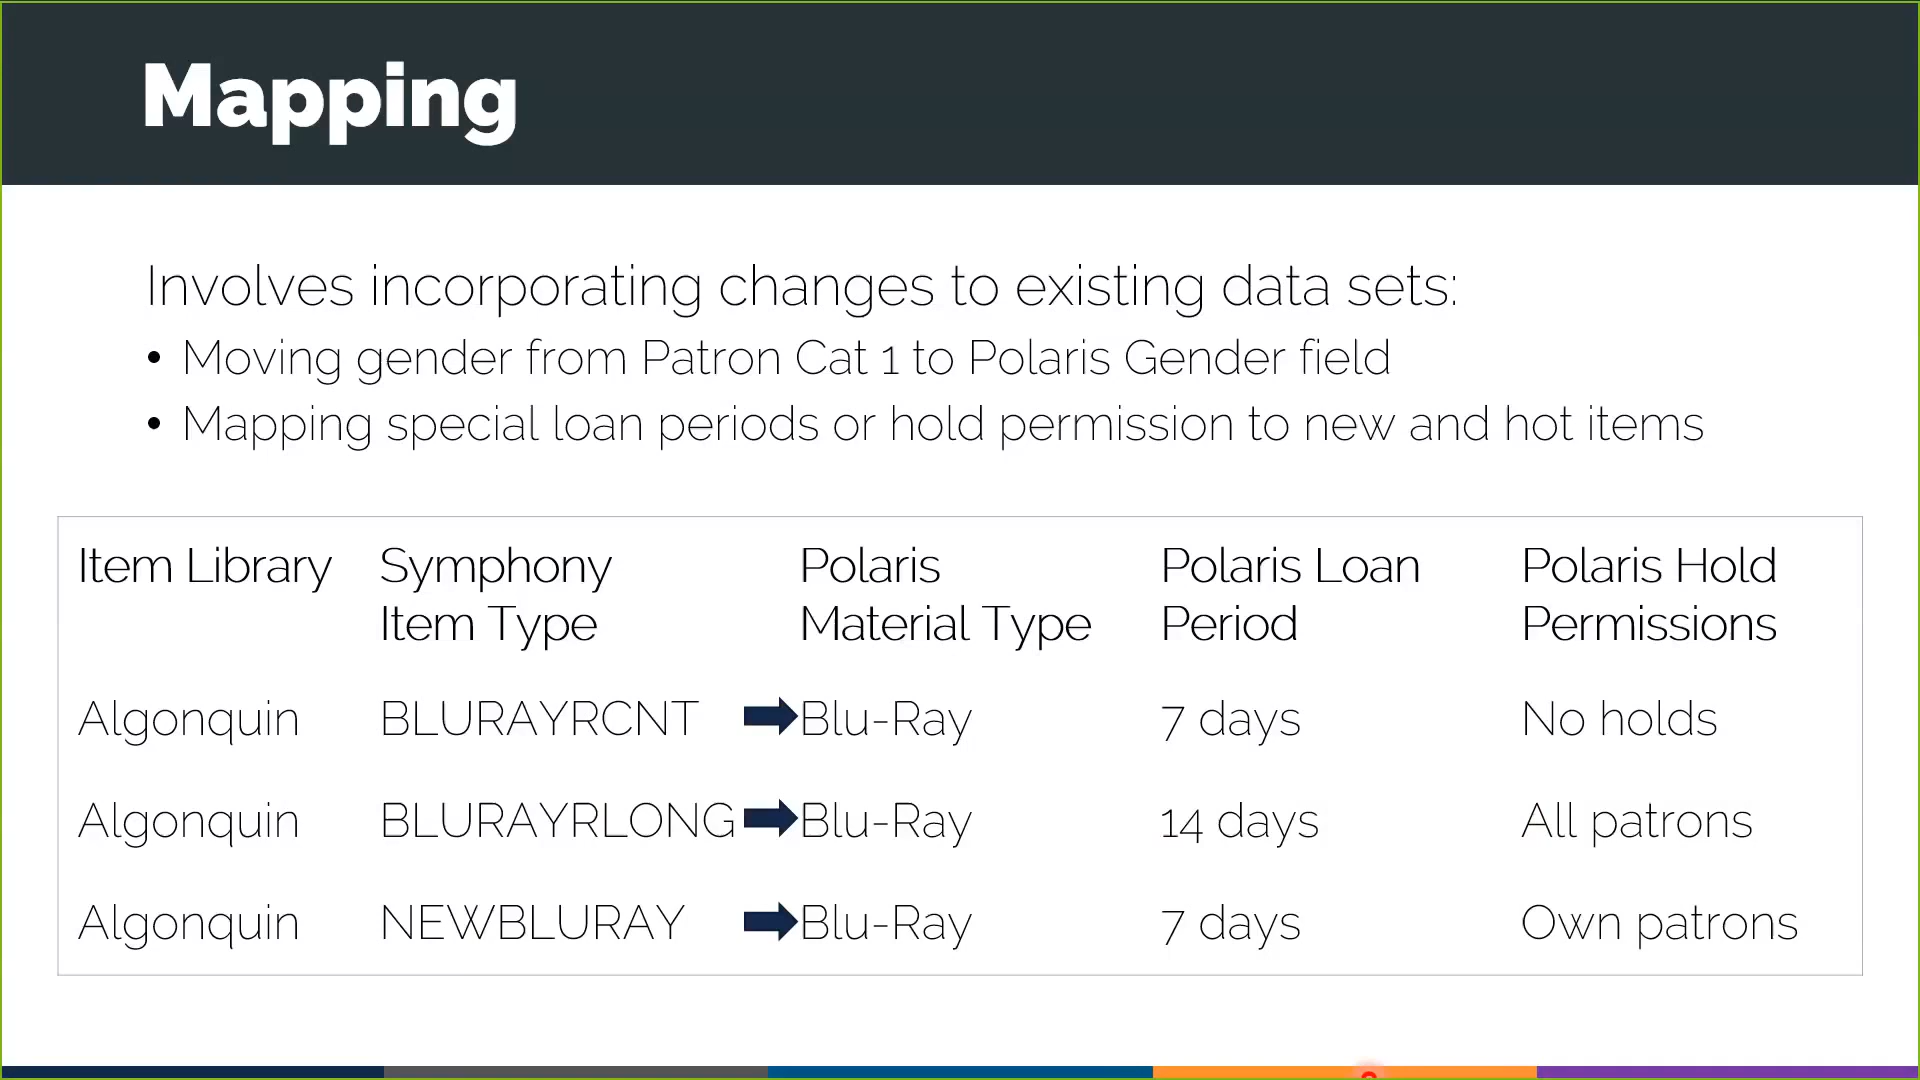 Mapping
Involves incorporating changes to existing data sets:
• Moving gender from Patron Cat 1 to Polaris Gender field
• Mapping special loan periods or hold permission to new and hot items
Item Library Symphony Item Type Polaris Material Type Polaris Loan Period Polaris Hold Permissions
Algonquin BLURAYRCNT Blu-Ray 7 days No holds
Algonquin BLURAYRLONG Blu-Ray 14 days All patrons
Algonquin NEWBLURAY Blu-Ray 7 days Own patrons